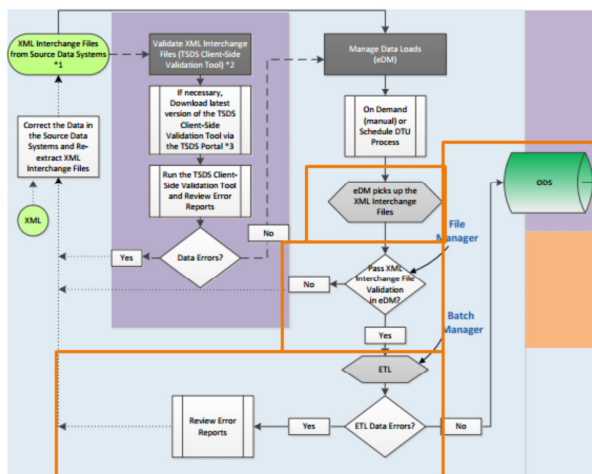 XML Interchange Files
from Source Data Systems
*1
Validate XML Interchange
Files (TSDS Client-Side
Validation Tool) *2
Manage Data Loads
(eDM)
If necessary,
Download latest
version of the TSDS
Client-Side
Validation Tool via
the TSDS Portal *3
On Demand
(manual) or
Schedule DTU
Process
Correct the Data in
the Source Data
Systems and Re-
extract XML
Interchange Files
Run the TSDS Client-
Side Validation Tool
and Review Error
Reports
eDM picks up the
XML Interchange
Files
ODS
XML
No
File
Manager
Yes
Data Errors?
Pass XML
Interchange File
Validation
in eDM?
No
Batch
Manager
Yes
ETL
Review Error
Reports
Yes
ETL Data Errors?
No